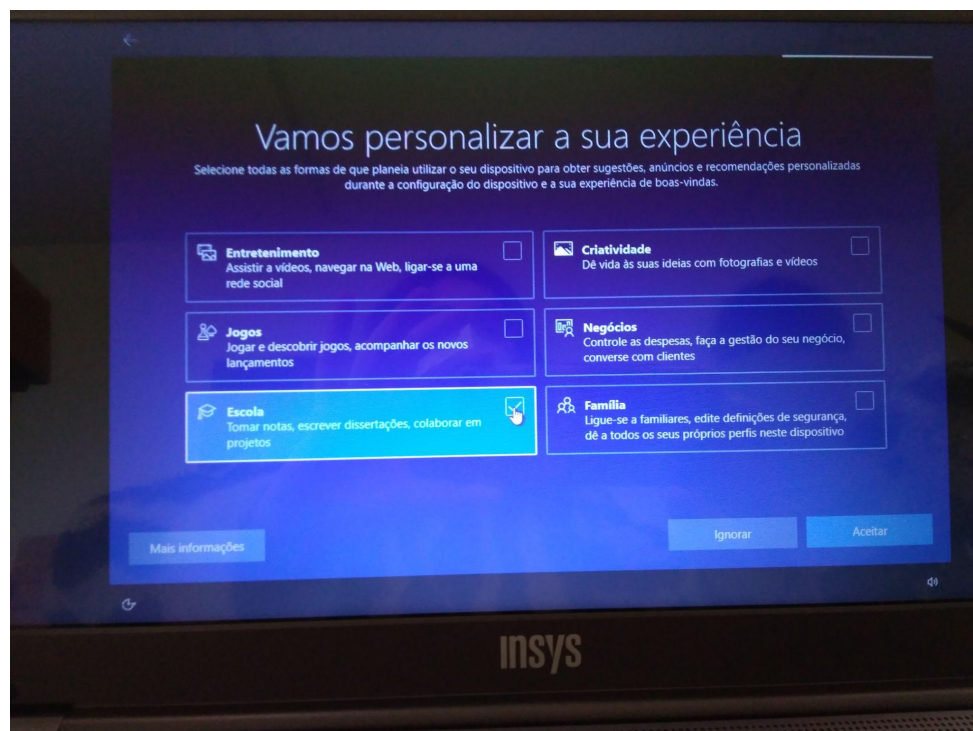 Vamos personalizar a sua experiência
Selecione todas as formas de que planeia utilizar o seu dispositivo para obter sugestões, anúncios e recomendações personalizadas
durante a configuração do dispositivo e a sua experiência de boas-vindas.
Entretenimento
Assistir a vídeos, navegar na Web, ligar-se a uma
rede social
Criatividade
Dê vida às suas ideias com fotografias e vídeos
Jogos
Jogar e descobrir jogos, acompanhar os novos
lançamentos
Negócios
Controle as despesas, faça a gestão do seu negócio,
converse com clientes
Escola
Tomar notas, escrever dissertações, colaborar em
projetos
Família
Ligue-se a familiares, edite definições de segurança,
dê a todos os seus próprios perfis neste dispositivo
Mais informações
Ignorar
Aceitar
INSYS